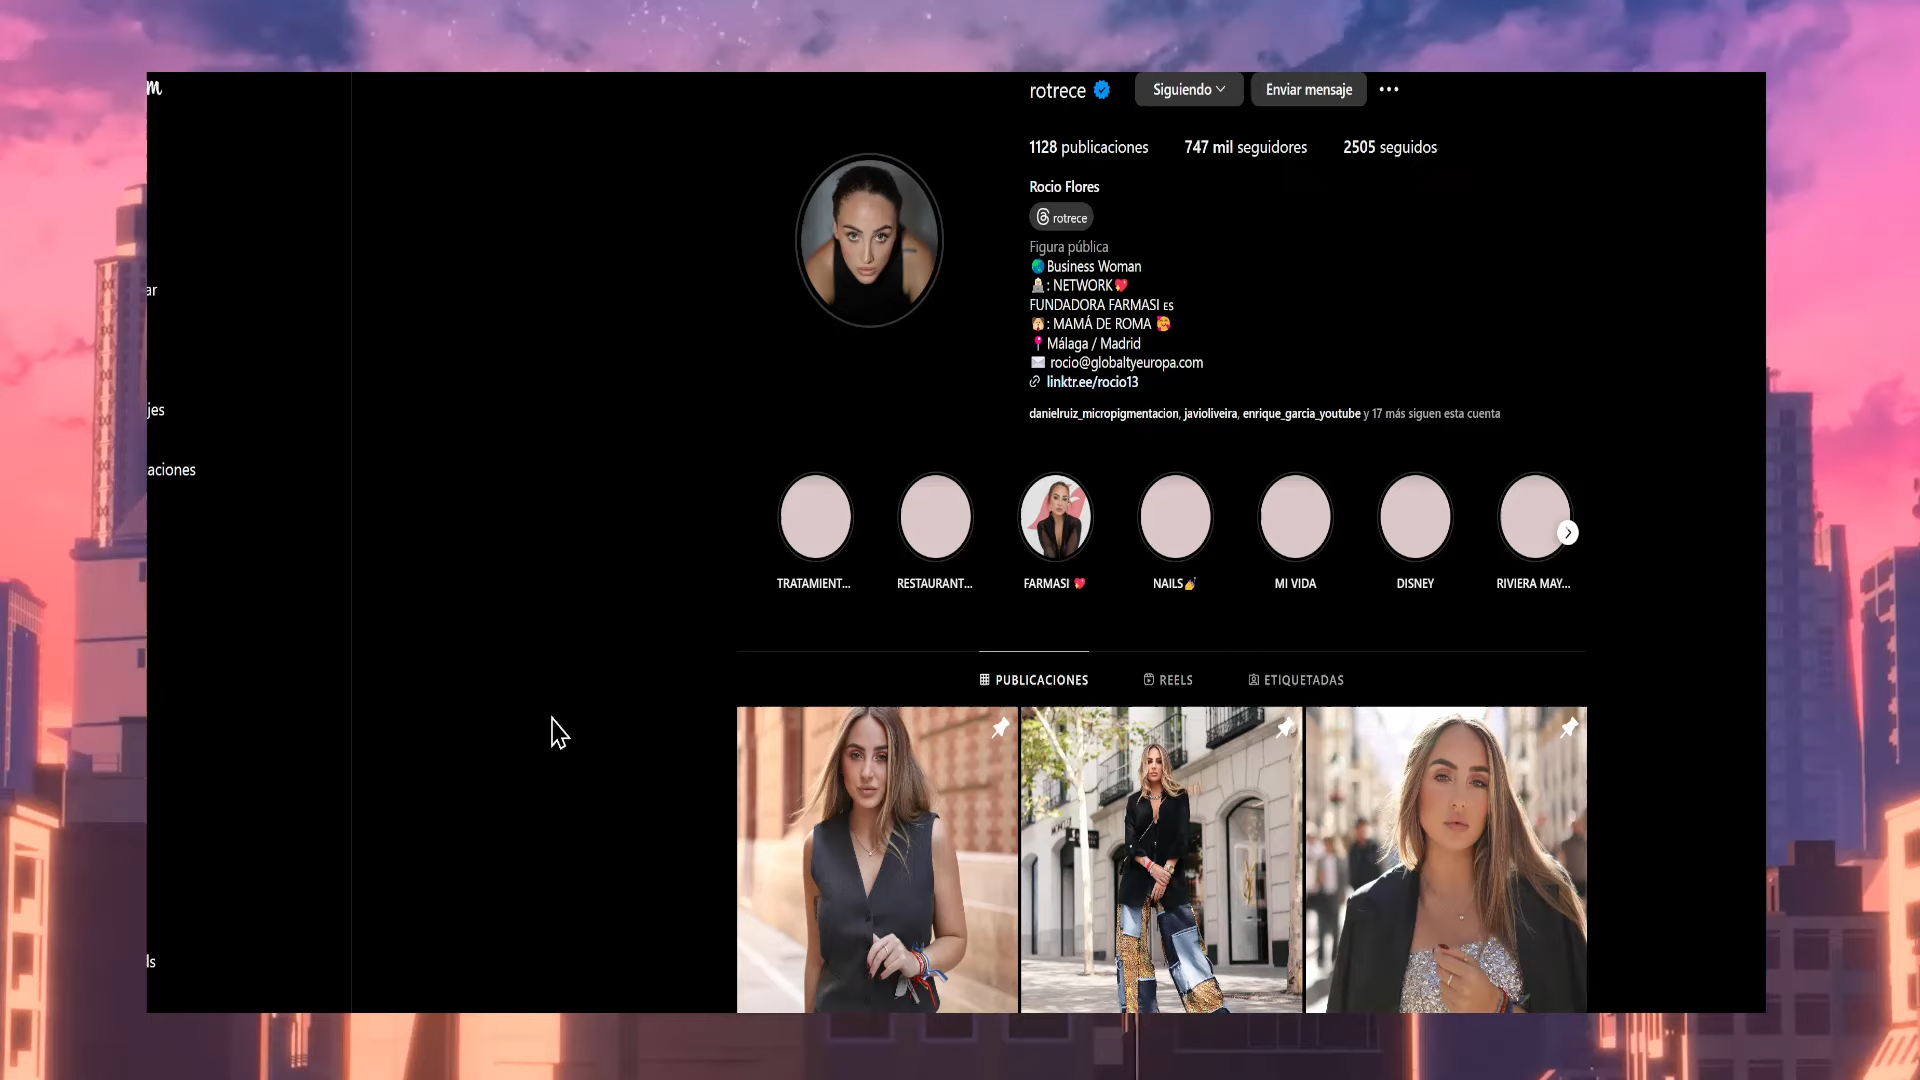 m
rotrece
Siguiendo
Enviar mensaje
1128 publicaciones
747 mil seguidores
2505 seguidos
Rocio Flores
rotrece
Figura pública
🌏Business Woman
: NETWORK💖
FUNDADORA FARMASI ES
: MAMÁ DE ROMA 🥰
📍Málaga / Madrid
✉️ rocio@globaltyeuropa.com
linktr.ee/rocio13
danielruiz_micropigmentacion, javioliveira, enrique_garcia_youtube y 17 más siguen esta cuenta
ar
jes
aciones
TRATAMIENT...
RESTAURANT...
FARMASI 💖
NAILS💅
MI VIDA
DISNEY
RIVIERA MAY...
PUBLICACIONES
REELS
ETIQUETADAS
ls